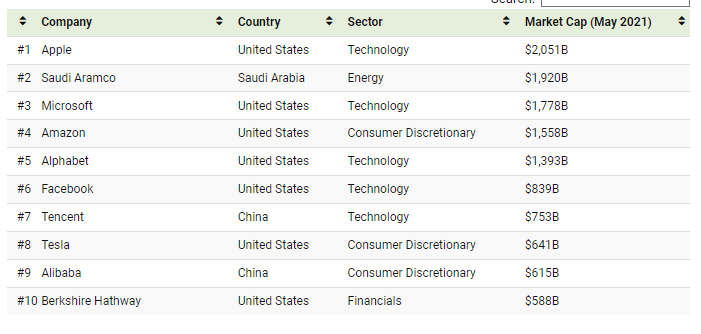 Search:
Company Country Sector Market Cap (May 2021)
#1 Apple United States Technology $2,051B
#2 Saudi Aramco Saudi Arabia Energy $1,920B
#3 Microsoft United States Technology $1,778B
#4 Amazon United States Consumer Discretionary $1,558B
#5 Alphabet United States Technology $1,393B
#6 Facebook United States Technology $839B
#7 Tencent China Technology $753B
#8 Tesla United States Consumer Discretionary $641B
#9 Alibaba China Consumer Discretionary $615B
#10 Berkshire Hathway United States Financials $588B